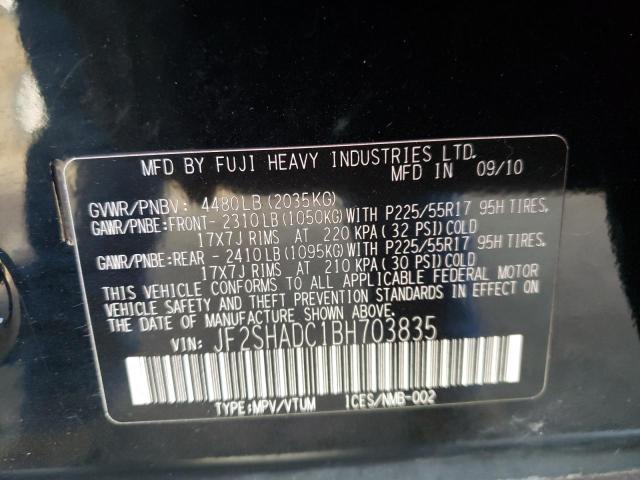 MFD BY FUJI HEAVY INDUSTRIES LTD.
MFD IN 09/10
GVWR/PNBV: 4480LB(2035KG)
GAWR/PNBE:FRONT- 2310LB(1050KG)WITH P225/55R17 95H TIRES,
17X7J RIMS AT 220 KPA(32 PSI)COLD
GAWR/PNBE:REAR - 2410LB(1095KG)WITH P225/55R17 95H TIRES,
17X7J RIMS AT 210 KPA(30 PSI)COLD
THIS VEHICLE CONFORMS TO ALL APPLICABLE FEDERAL MOTOR
VEHICLE SAFETY AND THEFT PREVENTION STANDARDS IN EFFECT ON
THE DATE OF MANUFACTURE SHOWN ABOVE.
VIN: JF2SHADC1BH703835
TYPE:MPV/VTUM ICES/NMB-002